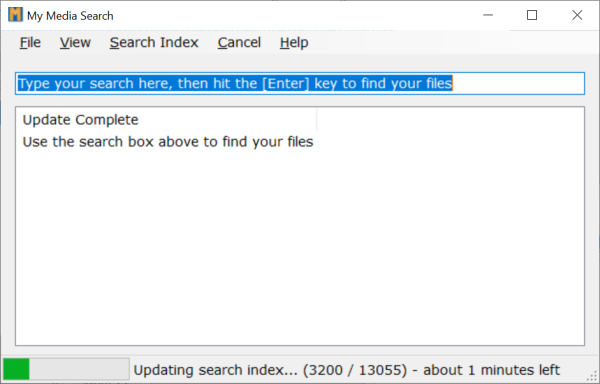 My Media Search
File View Search Index Cancel Help
Type your search here, then hit the [Enter] key to find your files
Update Complete
Use the search box above to find your files
Updating search index... (3200 / 13055) - about 1 minutes left